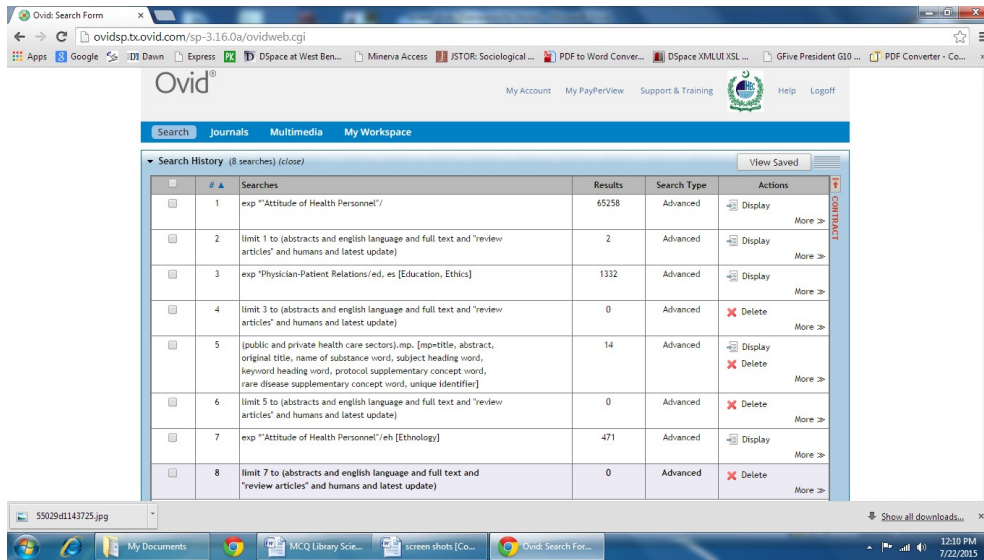 Ovid: Search Form
ovidsp.tx.ovid.com/sp-3.16.0a/ovidweb.cgi
Apps Google DI Dawn Express PK DSpace at West Ben... Minerva Access JSTOR: Sociological ... PDF to Word Conver... DSpace XMLUI XSL ... GFive President G10 ... PDF Converter - Co...
Ovid®
My Account My PayPerView Support & Training HEC Help Logoff
Search Journals Multimedia My Workspace
Search History (8 searches) (close) View Saved
# Searches Results Search Type Actions
CONTRACT
1 exp *"Attitude of Health Personnel"/ 65258 Advanced Display
More ≫
2 limit 1 to (abstracts and english language and full text and "review 2 Advanced Display
articles" and humans and latest update)
More ≫
3 exp *Physician-Patient Relations/ed, es [Education, Ethics] 1332 Advanced Display
More ≫
4 limit 3 to (abstracts and english language and full text and "review 0 Advanced Delete
articles" and humans and latest update)
More ≫
5 (public and private health care sectors).mp. [mp=title, abstract, 14 Advanced Display
original title, name of substance word, subject heading word, Delete
keyword heading word, protocol supplementary concept word,
rare disease supplementary concept word, unique identifier] More ≫
6 limit 5 to (abstracts and english language and full text and "review 0 Advanced Delete
articles" and humans and latest update)
More ≫
7 exp *"Attitude of Health Personnel"/eh [Ethnology] 471 Advanced Display
More ≫
8 limit 7 to (abstracts and english language and full text and 0 Advanced Delete
"review articles" and humans and latest update)
More ≫
55029d1143725.jpg Show all downloads...
My Documents MCQ Library Scie... screen shots [Co... Ovid: Search For... 12:10 PM
7/22/2015